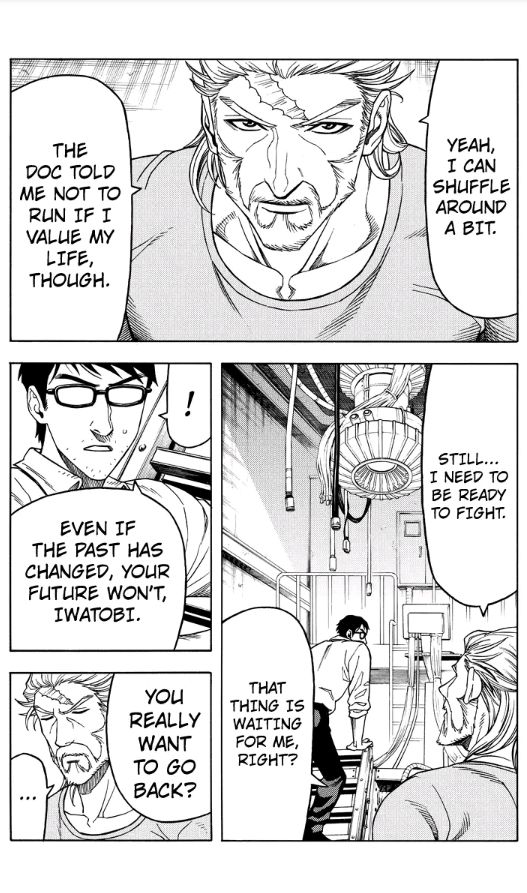 YEAH,
I CAN
SHUFFLE
AROUND
A BIT.
THE
DOC TOLD
ME NOT TO
RUN IF I
VALUE MY
LIFE,
THOUGH.
STILL...
I NEED TO
BE READY
TO FIGHT.
THAT
THING IS
WAITING
FOR ME,
RIGHT?
!
EVEN IF
THE PAST HAS
CHANGED, YOUR
FUTURE WON'T,
IWATOBI.
YOU
REALLY
WANT
TO GO
BACK?
...